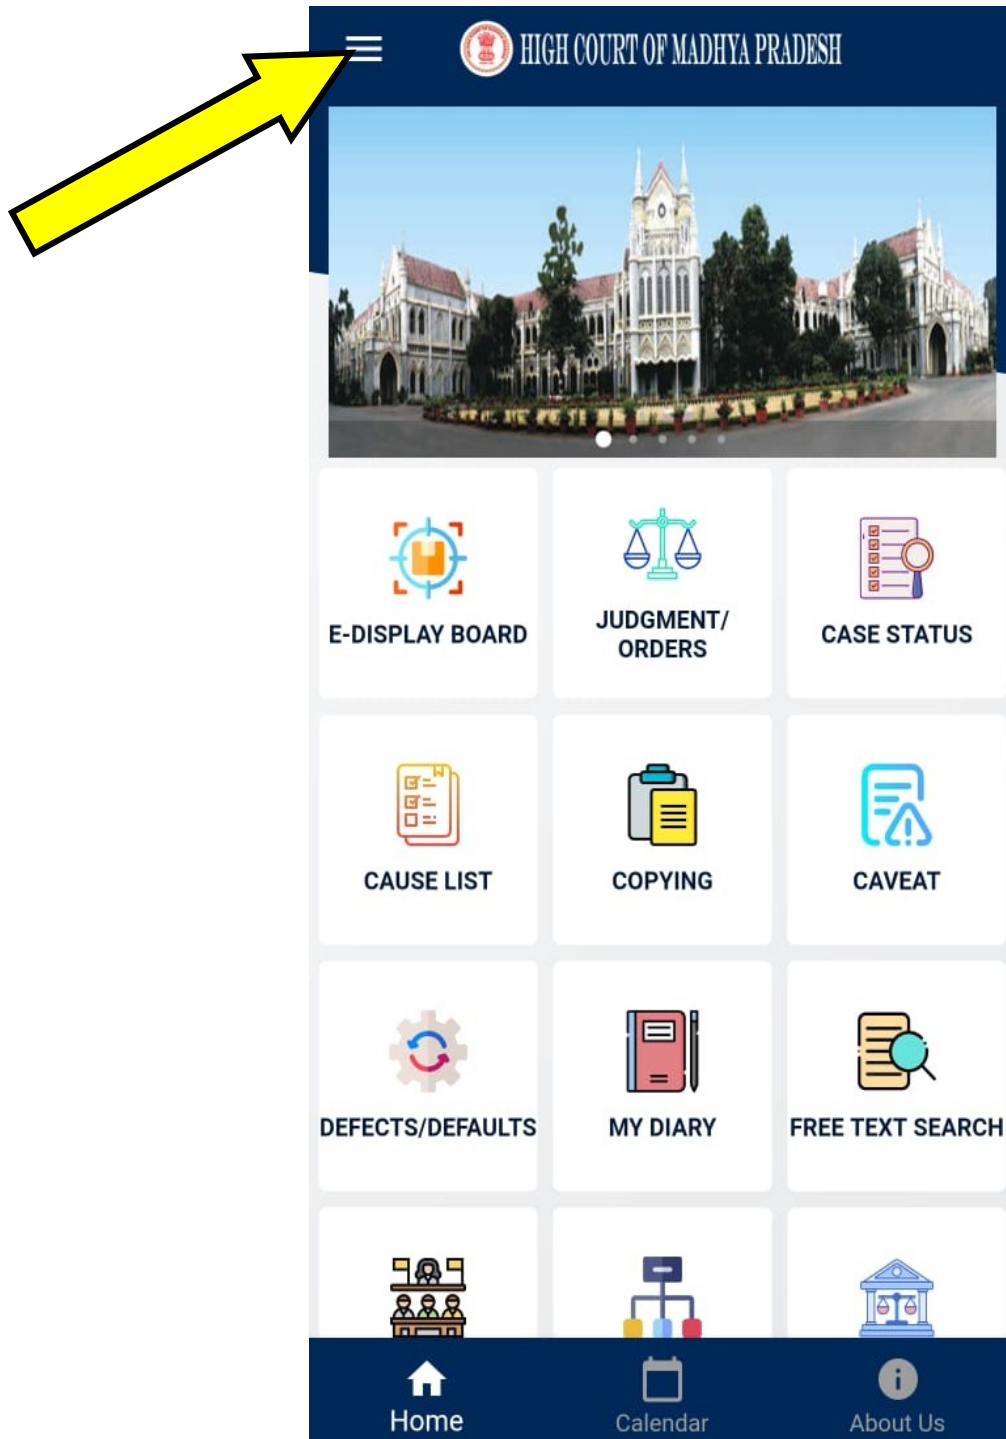 HIGH COURT OF MADHYA PRADESH
E-DISPLAY BOARD
JUDGMENT/
ORDERS
CASE STATUS
CAUSE LIST
COPYING
CAVEAT
DEFECTS/DEFAULTS
MY DIARY
FREE TEXT SEARCH
Home
Calendar
About Us